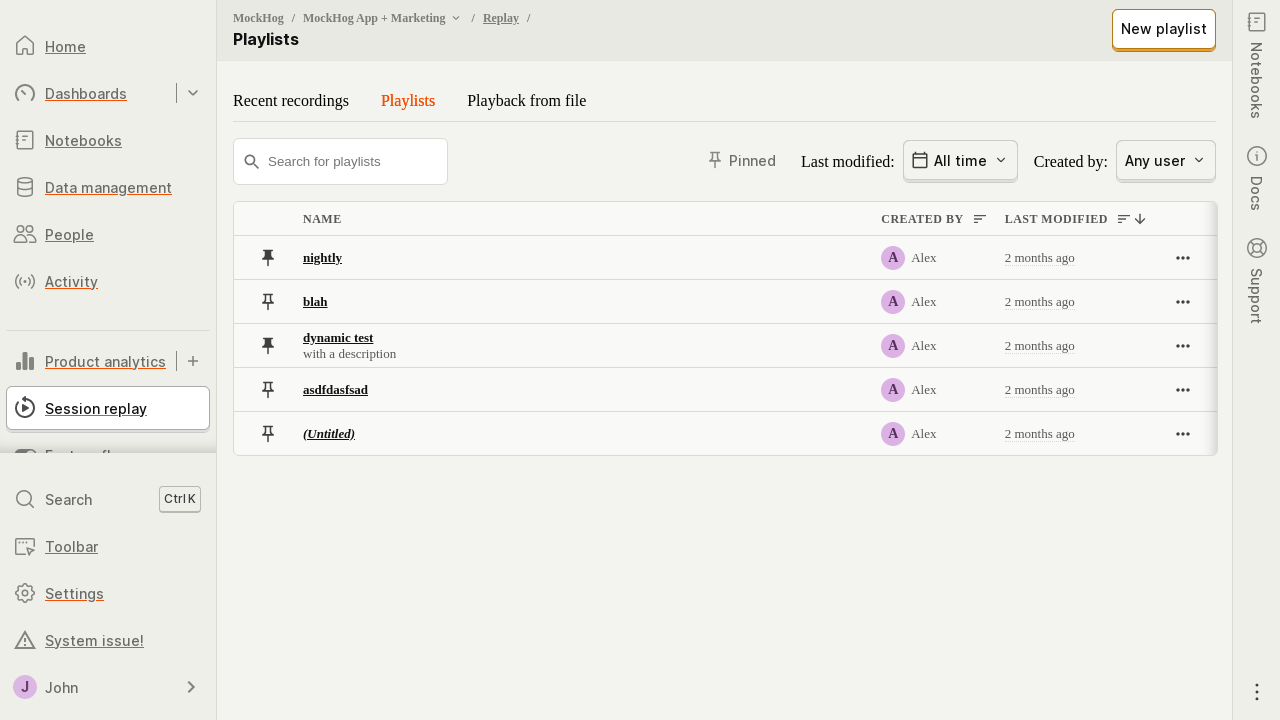 Home
Dashboards
Notebooks
Data management
People
Activity
Product analytics
Session replay
Search
Ctrl K
Toolbar
Settings
System issue!
J John
MockHog / MockHog App + Marketing / Replay /
Playlists
New playlist
Recent recordings Playlists Playback from file
Search for playlists
Pinned
Last modified: All time
Created by: Any user
NAME CREATED BY LAST MODIFIED
nightly A Alex 2 months ago
blah A Alex 2 months ago
dynamic test A Alex 2 months ago
with a description
asdfdasfsad A Alex 2 months ago
(Untitled) A Alex 2 months ago
Notebooks
Docs
Support